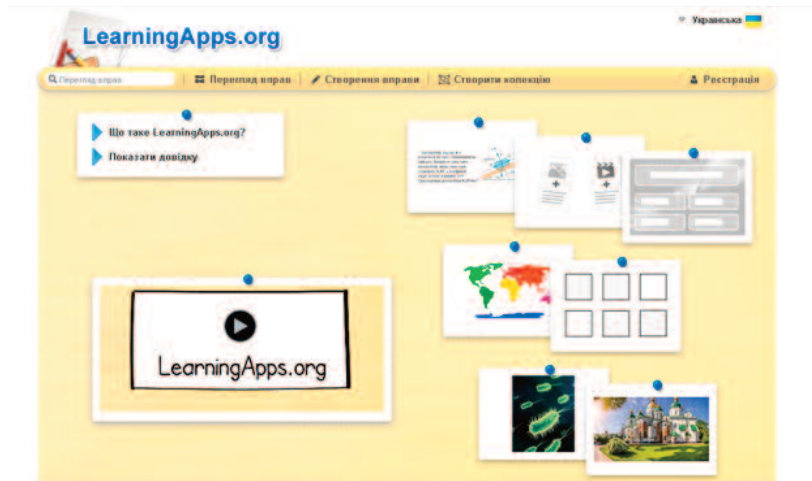 LearningApps.org
Українська
Перегляд вправ
Перегляд вправ
Створення вправи
Створити колекцію
Реєстрація
Що таке LearningApps.org?
Показати довідку
LearningApps.org